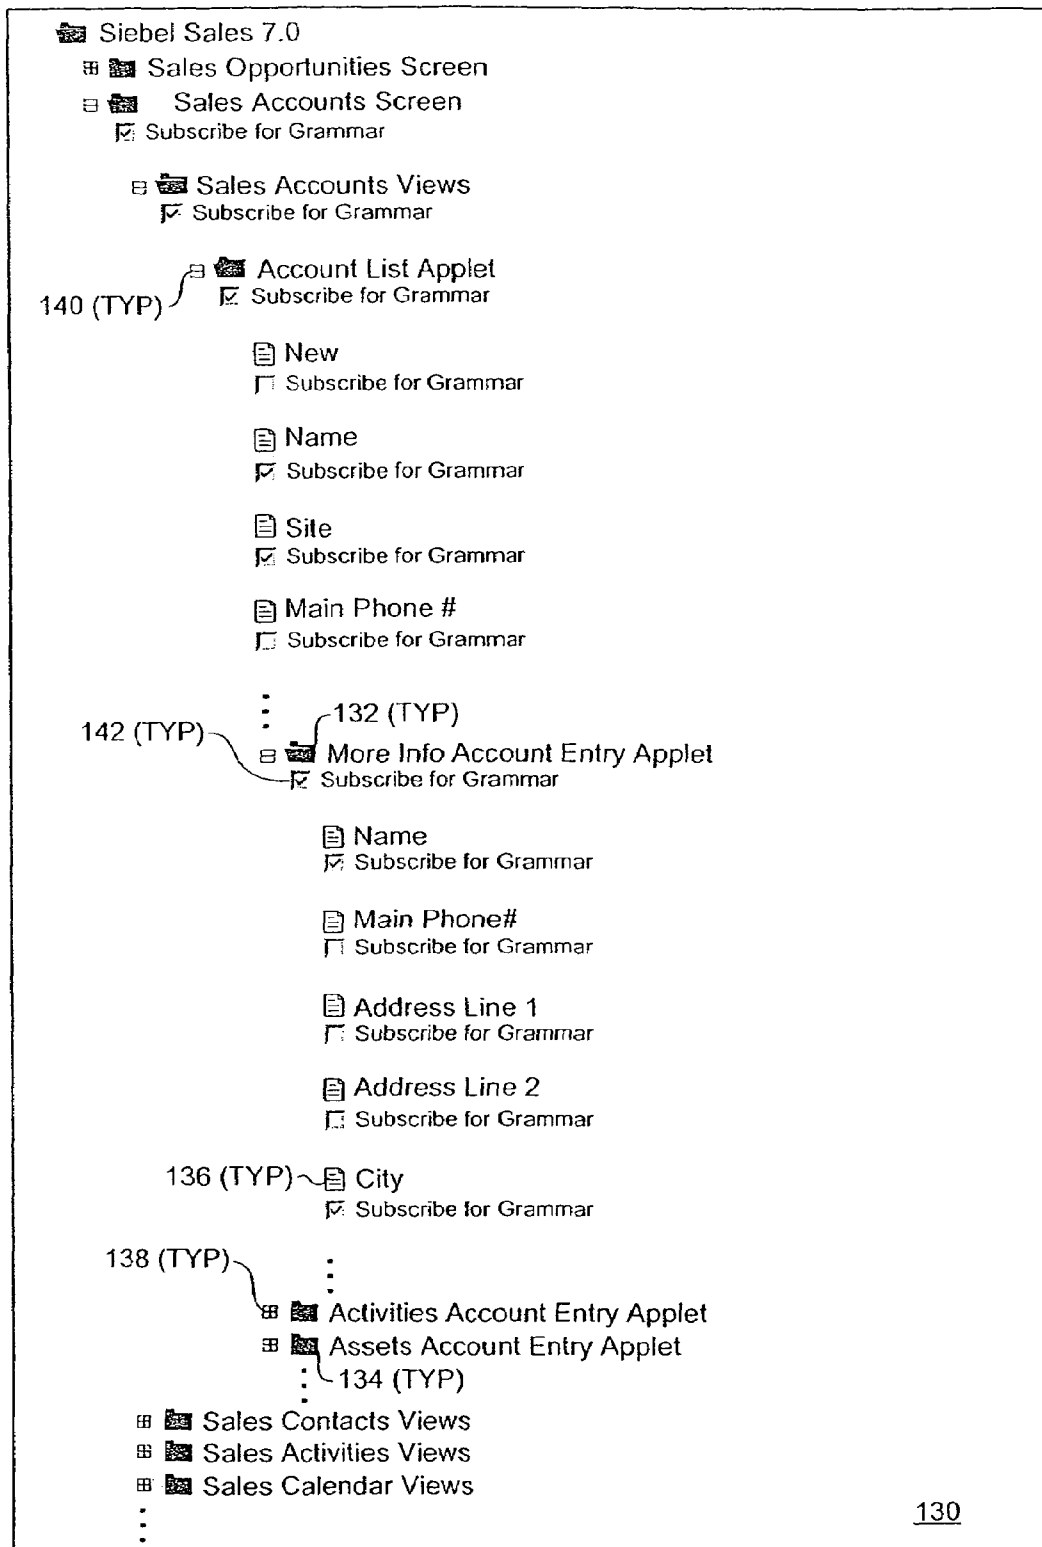 Siebel Sales 7.0
Sales Opportunities Screen
Sales Accounts Screen
Subscribe for Grammar
Sales Accounts Views
Subscribe for Grammar
Account List Applet
140 (TYP)
Subscribe for Grammar
New
Subscribe for Grammar
Name
Subscribe for Grammar
Site
Subscribe for Grammar
Main Phone #
Subscribe for Grammar
132 (TYP)
142 (TYP)
More Info Account Entry Applet
Subscribe for Grammar
Name
Subscribe for Grammar
Main Phone#
Subscribe for Grammar
Address Line 1
Subscribe for Grammar
Address Line 2
Subscribe for Grammar
136 (TYP) City
Subscribe for Grammar
138 (TYP)
Activities Account Entry Applet
Assets Account Entry Applet
134 (TYP)
Sales Contacts Views
Sales Activities Views
Sales Calendar Views
130